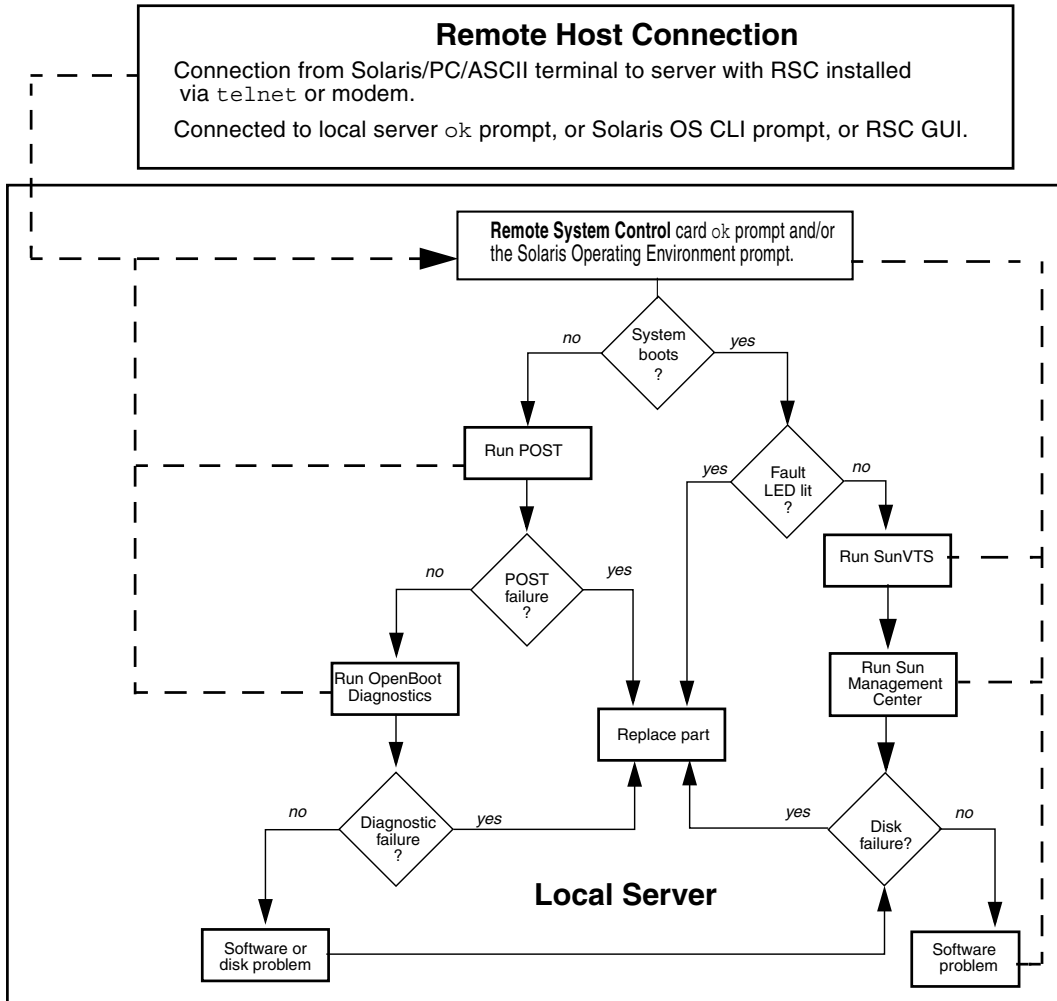 Remote Host Connection
Connection from Solaris/PC/ASCII terminal to server with RSC installed
via telnet or modem.
Connected to local server ok prompt, or Solaris OS CLI prompt, or RSC GUI.
Remote System Control card ok prompt and/or
the Solaris Operating Environment prompt.
no
System
boots
?
yes
Run POST
yes
Fault
LED lit
?
no
Run SunVTS
no
POST
failure
?
yes
Run OpenBoot
Diagnostics
Run Sun
Management
Center
Replace part
no
Diagnostic
failure
?
yes
yes
Disk
failure?
no
Local Server
Software or
disk problem
Software
problem